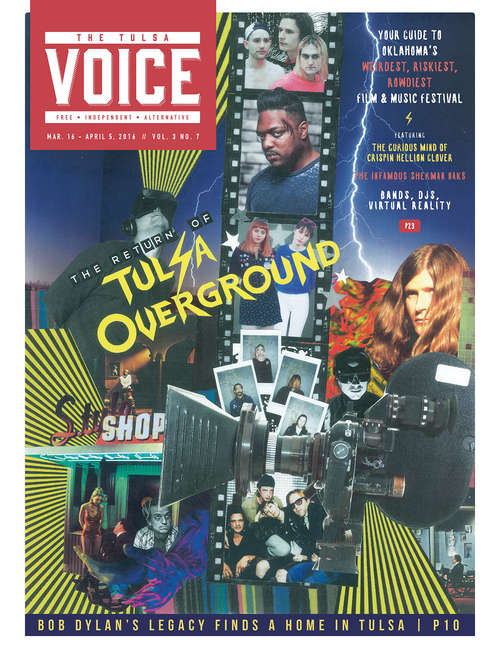 THE TULSA
VOICE
FREE • INDEPENDENT • ALTERNATIVE
MAR. 16 - APRIL 5, 2016 // VOL. 3 NO. 7
YOUR GUIDE TO
OKLAHOMA'S
WEIRDEST, RISKIEST,
ROWDIEST
FILM & MUSIC FESTIVAL
FEATURING
THE CURIOUS MIND OF
CRISPIN HELLION GLOVER
THE INFAMOUS SHERMAN OAKS
BANDS, DJS,
VIRTUAL REALITY
P23
THE RETURN OF
TULSA
OVERGROUND
SHOP
BOB DYLAN'S LEGACY FINDS A HOME IN TULSA | P10